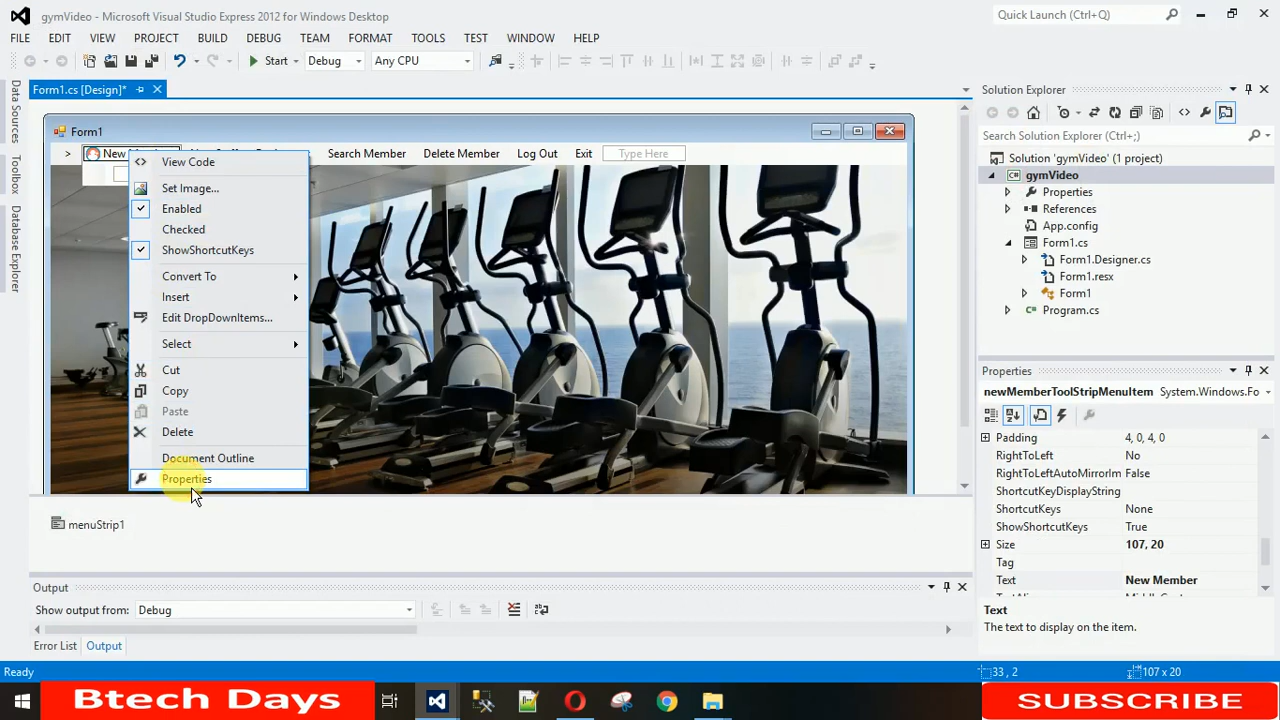 gymVideo - Microsoft Visual Studio Express 2012 for Windows Desktop
Quick Launch (Ctrl+Q)
FILE EDIT VIEW PROJECT BUILD DEBUG TEAM FORMAT TOOLS TEST WINDOW HELP
Start Debug Any CPU
Data Sources
Toolbox
Database Explorer
Form1.cs [Design]*
Form1
New Search Member Delete Member Log Out Exit Type Here
View Code
Set Image...
Enabled
Checked
ShowShortcutKeys
Convert To
Insert
Edit DropDownItems...
Select
Cut
Copy
Paste
Delete
Document Outline
Properties
menuStrip1
Output
Show output from: Debug
Error List Output
Solution Explorer
Search Solution Explorer (Ctrl+;)
Solution 'gymVideo' (1 project)
gymVideo
Properties
References
App.config
Form1.cs
Form1.Designer.cs
Form1.resx
Form1
Program.cs
Properties
newMemberToolStripMenuItem System.Windows.Fo
Padding 4, 0, 4, 0
RightToLeft No
RightToLeftAutoMirrorIm False
ShortcutKeyDisplayString
ShortcutKeys None
ShowShortcutKeys True
Size 107, 20
Tag
Text New Member
Text
The text to display on the item.
Ready 33 , 2 107 x 20
Btech Days
SUBSCRIBE